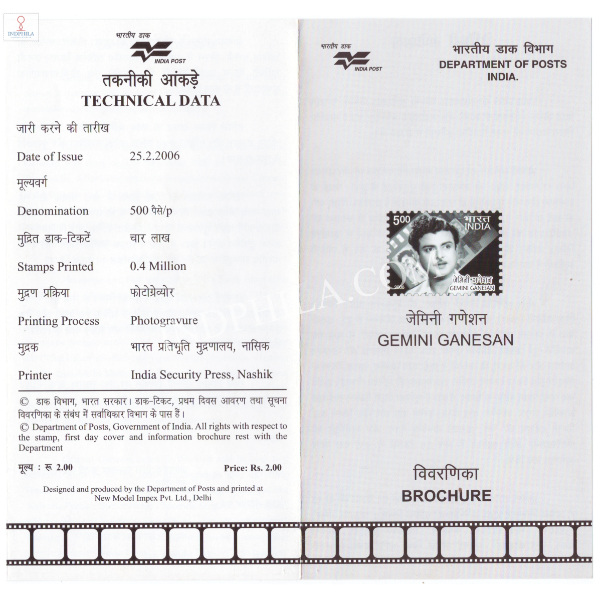 INDPHILA
भारतीय डाक
INDIA POST
तकनीकी आंकड़े
TECHNICAL DATA
जारी करने की तारीख
Date of Issue 25.2.2006
मूल्यवर्ग
Denomination 500 पैसे/p
मुद्रित डाक-टिकटें चार लाख
Stamps Printed 0.4 Million
मुद्रण प्रक्रिया फोटोग्रेव्योर
Printing Process Photogravure
मुद्रक भारत प्रतिभूति मुद्रणालय, नासिक
Printer India Security Press, Nashik
© डाक विभाग, भारत सरकार। डाक-टिकट, प्रथम दिवस आवरण तथा सूचना
विवरणिका के संबंध में सर्वाधिकार विभाग के पास हैं।
© Department of Posts, Government of India. All rights with respect to
the stamp, first day cover and information brochure rest with the
Department
मूल्य : रू 2.00 Price: Rs. 2.00
Designed and produced by the Department of Posts and printed at
New Model Impex Pvt. Ltd., Delhi
भारतीय डाक
INDIA POST
भारतीय डाक विभाग
DEPARTMENT OF POSTS
INDIA.
500 भारत
INDIA
जेमिनी गणेशन
GEMINI GANESAN
जेमिनी गणेशन
GEMINI GANESAN
विवरणिका
BROCHURE
INDPHILA.COM